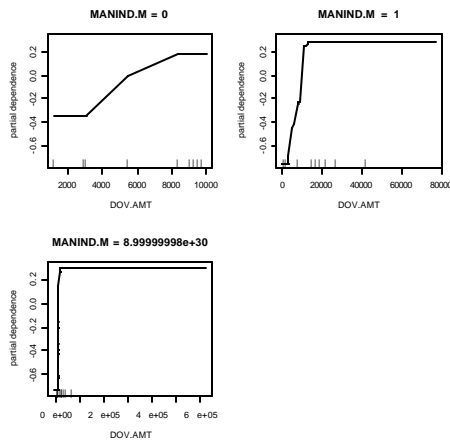 MANIND.M = 0
partial dependence
0.2
0.0
-0.2
-0.4
-0.6
2000 4000 6000 8000 10000
DOV.AMT
MANIND.M = 1
partial dependence
0.2
0.0
-0.2
-0.4
-0.6
0 20000 40000 60000 80000
DOV.AMT
MANIND.M = 8.99999998e+30
partial dependence
0.2
0.0
-0.2
-0.4
-0.6
0 e+00 2 e+05 4 e+05 6 e+05
DOV.AMT